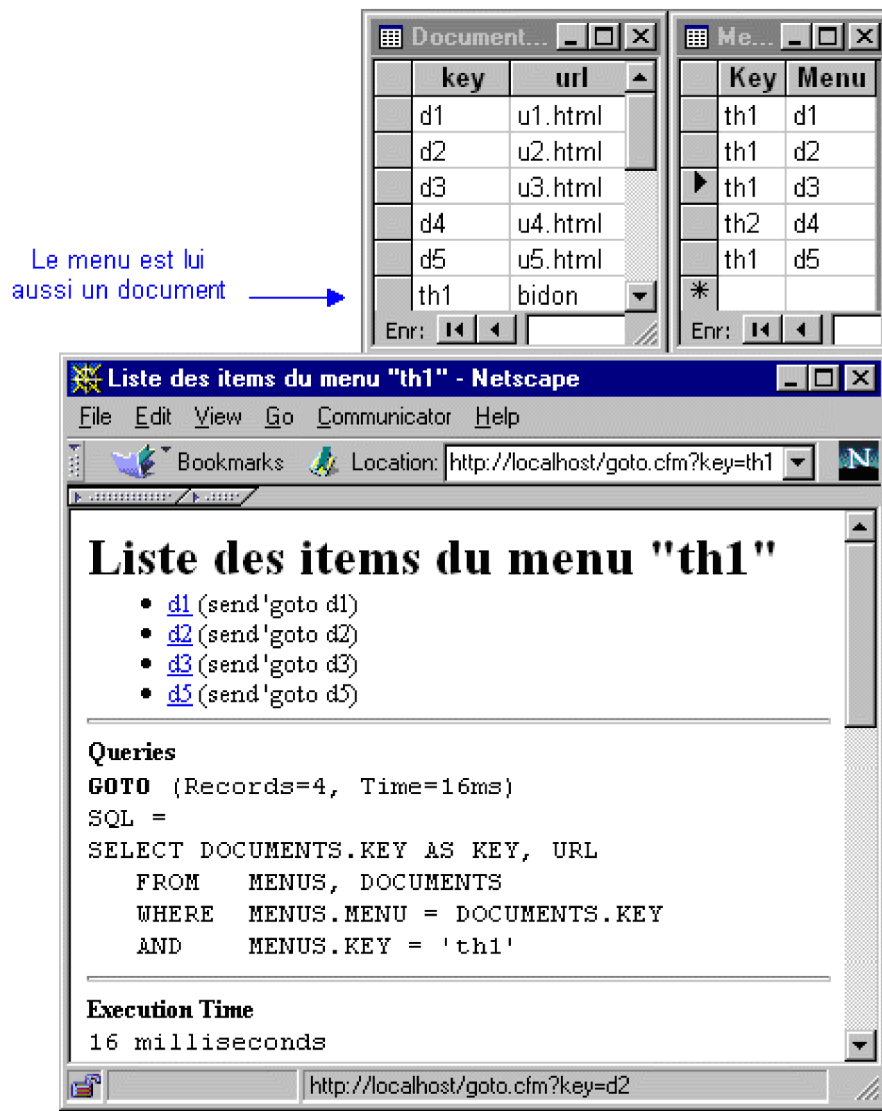 Document...
key url
d1 u1.html
d2 u2.html
d3 u3.html
d4 u4.html
d5 u5.html
th1 bidon
Enr:
Me...
Key Menu
th1 d1
th1 d2
th1 d3
th2 d4
th1 d5
*
Enr:
Le menu est lui
aussi un document
Liste des items du menu "th1" - Netscape
File Edit View Go Communicator Help
Bookmarks Location: http://localhost/goto.cfm?key=th1 N
Liste des items du menu "th1"
• d1 (send 'goto d1)
• d2 (send 'goto d2)
• d3 (send 'goto d3)
• d5 (send 'goto d5)
Queries
GOTO (Records=4, Time=16ms)
SQL =
SELECT DOCUMENTS.KEY AS KEY, URL
FROM MENUS, DOCUMENTS
WHERE MENUS.MENU = DOCUMENTS.KEY
AND MENUS.KEY = 'th1'
Execution Time
16 milliseconds
http://localhost/goto.cfm?key=d2